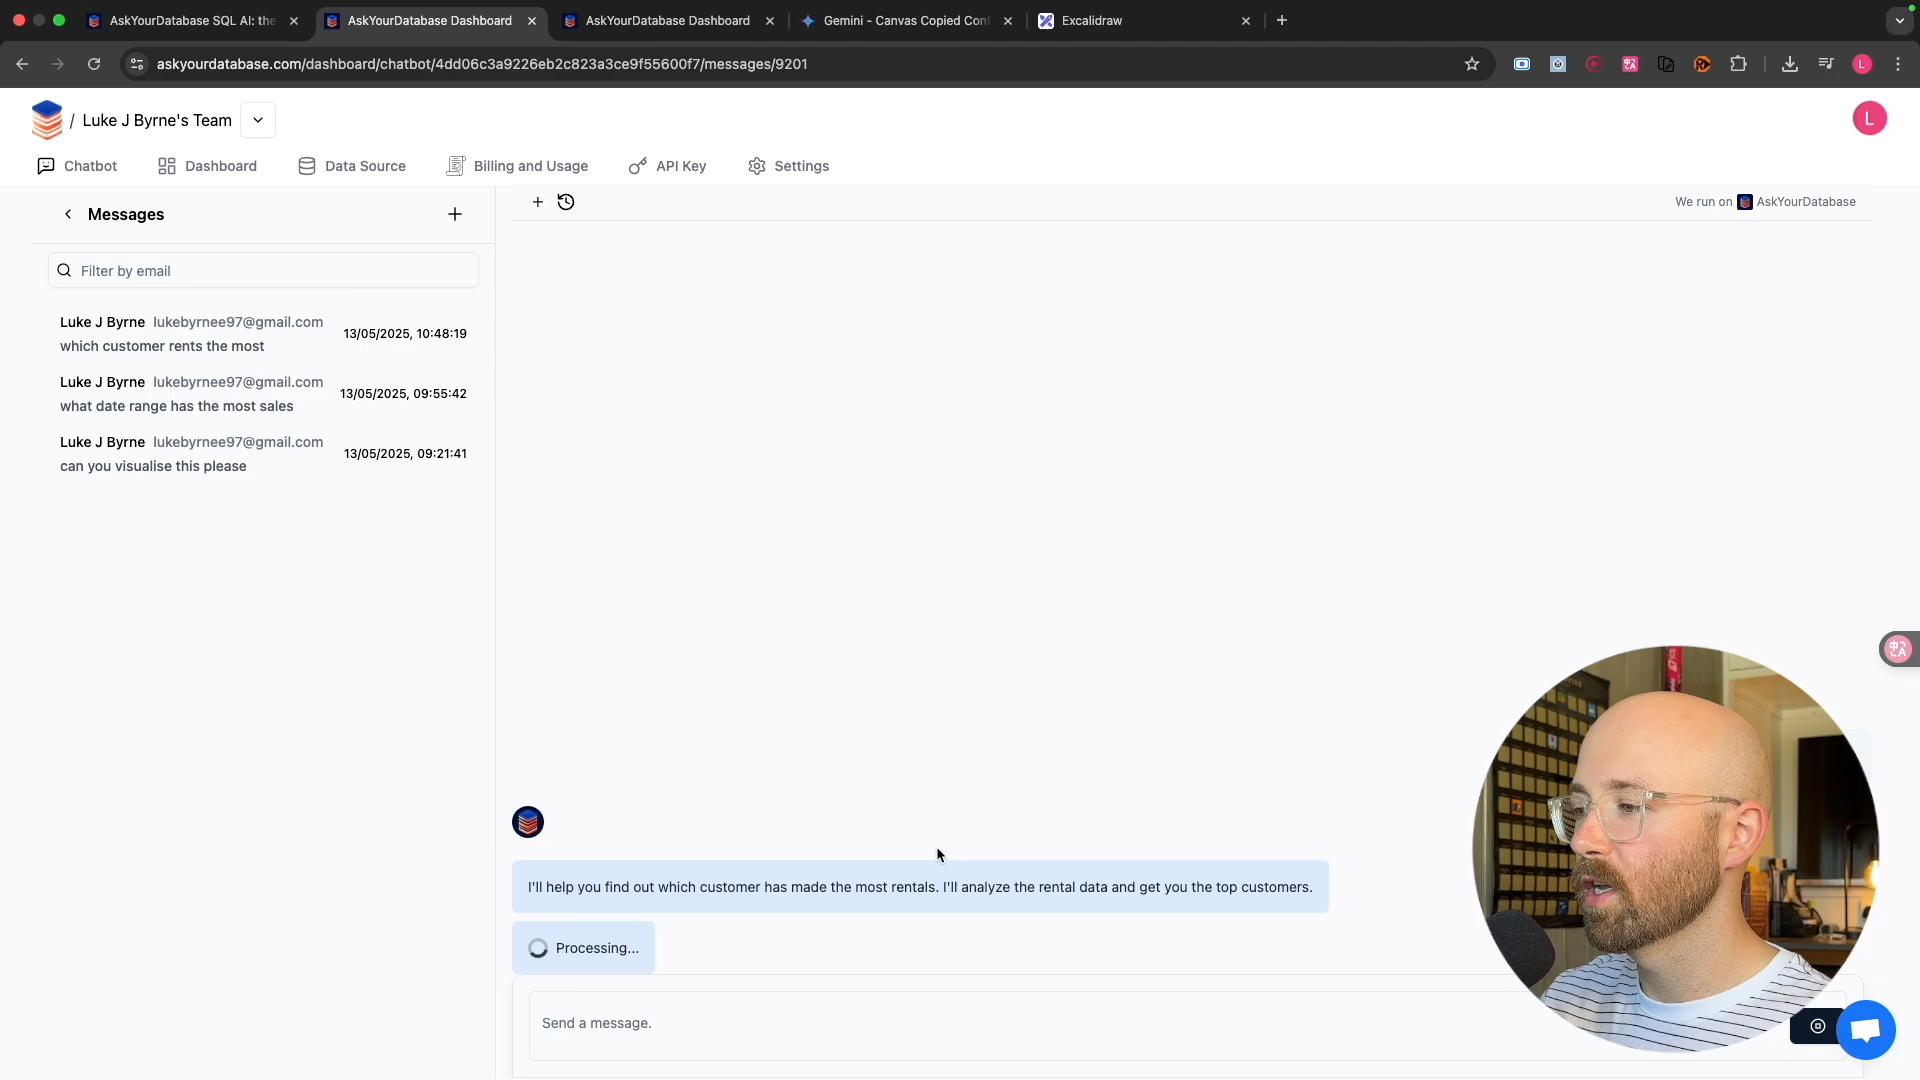 AskYourDatabase SQL AI: the
AskYourDatabase Dashboard
AskYourDatabase Dashboard
Gemini - Canvas Copied Con
Excalidraw
askyourdatabase.com/dashboard/chatbot/4dd06c3a9226eb2c823a3ce9f55600f7/messages/9201
L
/ Luke J Byrne's Team
L
Chatbot
Dashboard
Data Source
Billing and Usage
API Key
Settings
Messages
We run on AskYourDatabase
Filter by email
Luke J Byrne lukebyrnee97@gmail.com
which customer rents the most
13/05/2025, 10:48:19
Luke J Byrne lukebyrnee97@gmail.com
what date range has the most sales
13/05/2025, 09:55:42
Luke J Byrne lukebyrnee97@gmail.com
can you visualise this please
13/05/2025, 09:21:41
I'll help you find out which customer has made the most rentals. I'll analyze the rental data and get you the top customers.
Processing...
Send a message.